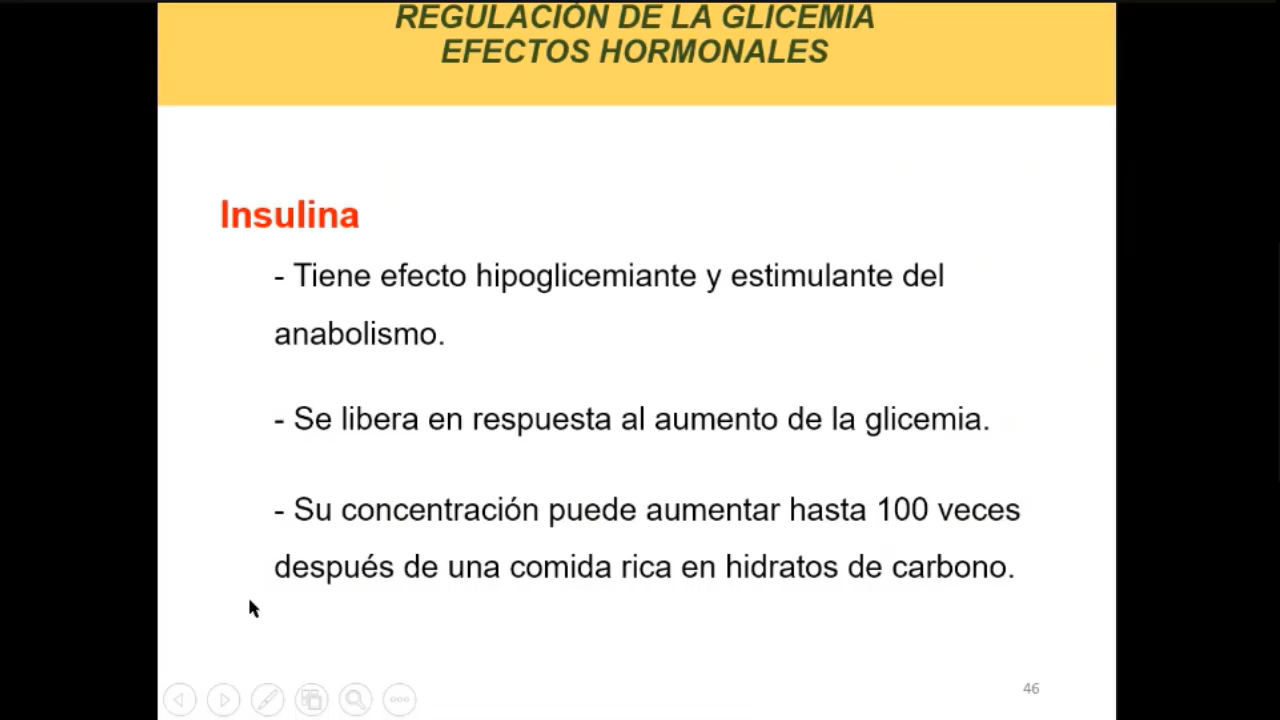 REGULACIÓN DE LA GLICEMIA
EFECTOS HORMONALES
Insulina
- Tiene efecto hipoglicemiante y estimulante del
anabolismo.
- Se libera en respuesta al aumento de la glicemia.
- Su concentración puede aumentar hasta 100 veces
después de una comida rica en hidratos de carbono.
46